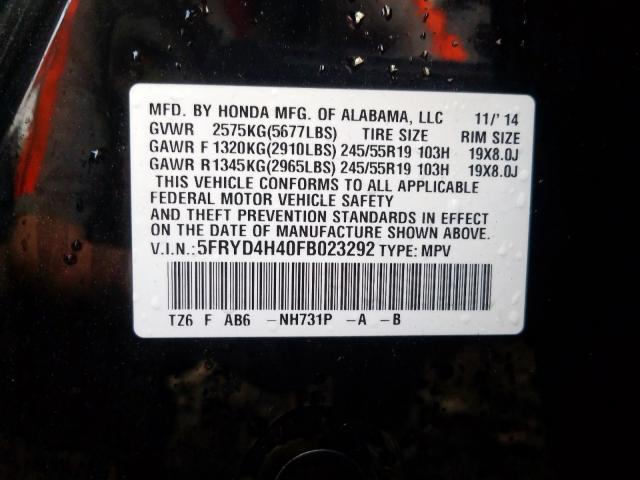 MFD. BY HONDA MFG. OF ALABAMA, LLC 11/'14
GVWR 2575KG(5677LBS) TIRE SIZE RIM SIZE
GAWR F 1320KG(2910LBS) 245/55R19 103H 19X8.0J
GAWR R1345KG(2965LBS) 245/55R19 103H 19X8.0J
THIS VEHICLE CONFORMS TO ALL APPLICABLE
FEDERAL MOTOR VEHICLE SAFETY
AND THEFT PREVENTION STANDARDS IN EFFECT
ON THE DATE OF MANUFACTURE SHOWN ABOVE.
V.I.N.: 5FRYD4H40FB023292 TYPE: MPV
TZ6 F AB6 –NH731P –A –B